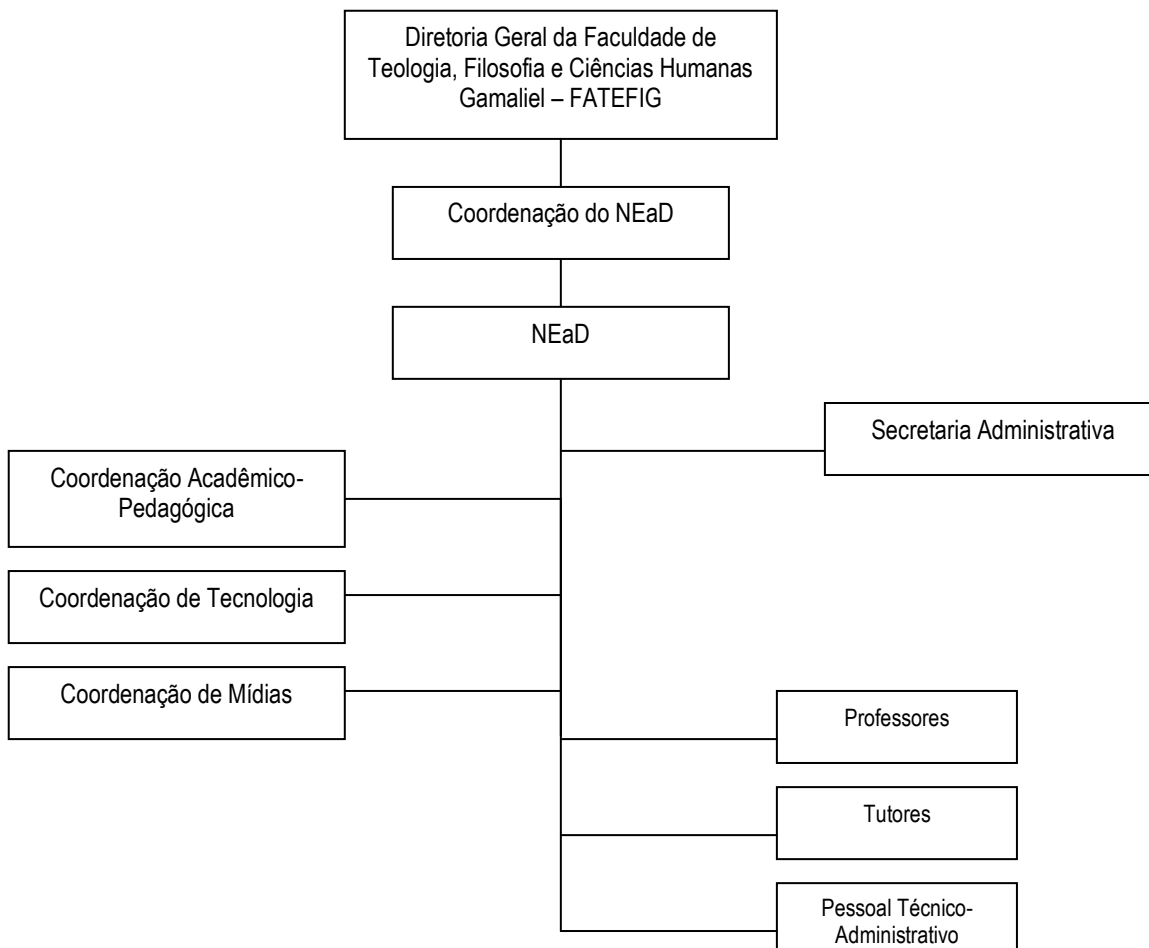 Diretoria Geral da Faculdade de
Teologia, Filosofia e Ciências Humanas
Gamaliel – FATEFIG
Coordenação do NEaD
NEaD
Secretaria Administrativa
Coordenação Acadêmico-
Pedagógica
Coordenação de Tecnologia
Coordenação de Mídias
Professores
Tutores
Pessoal Técnico-
Administrativo